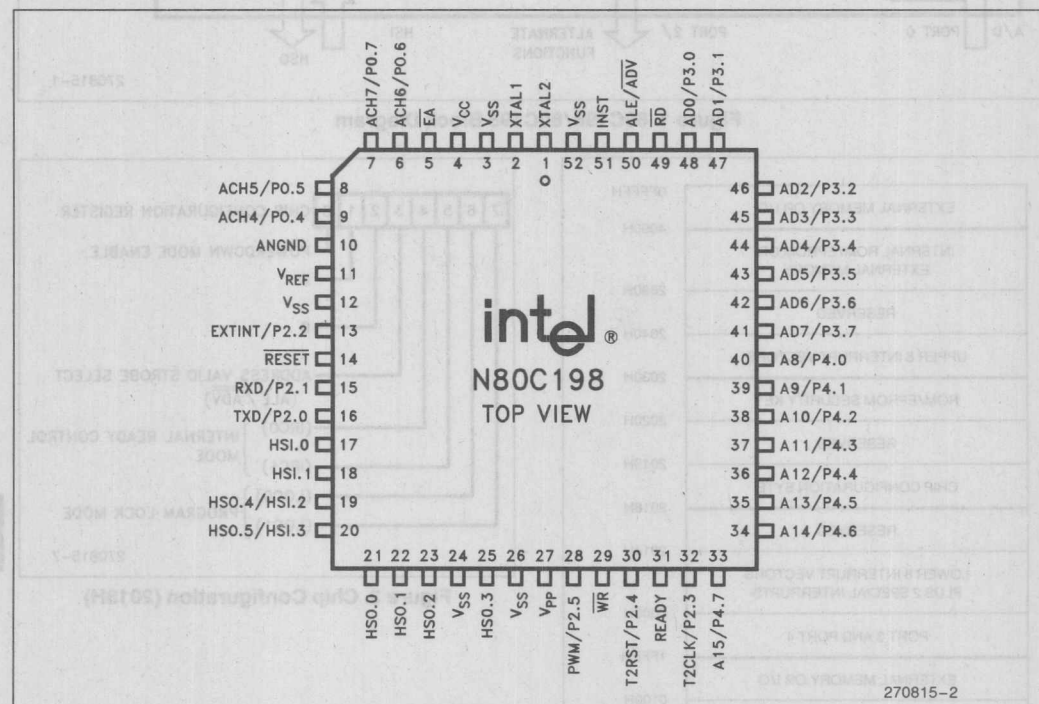 ACH7/P0.7
ACH6/P0.6
EA
VCC
VSS
XTAL1
XTAL2
VSS
INST
ALE/ADV
RD
AD0/P3.0
AD1/P3.1
7 6 5 4 3 2 1 52 51 50 49 48 47
ACH5/P0.5 8
ACH4/P0.4 9
ANGND 10
VREF 11
VSS 12
EXTINT/P2.2 13
RESET 14
RXD/P2.1 15
TXD/P2.0 16
HSI.0 17
HSI.1 18
HS0.4/HSI.2 19
HS0.5/HSI.3 20
intel ®
N80C198
TOP VIEW
46 AD2/P3.2
45 AD3/P3.3
44 AD4/P3.4
43 AD5/P3.5
42 AD6/P3.6
41 AD7/P3.7
40 A8/P4.0
39 A9/P4.1
38 A10/P4.2
37 A11/P4.3
36 A12/P4.4
35 A13/P4.5
34 A14/P4.6
21 22 23 24 25 26 27 28 29 30 31 32 33
HS0.0
HS0.1
HS0.2
VSS
HS0.3
VSS
VPP
PWM/P2.5
WR
T2RST/P2.4
READY
T2CLK/P2.3
A15/P4.7
270815-2